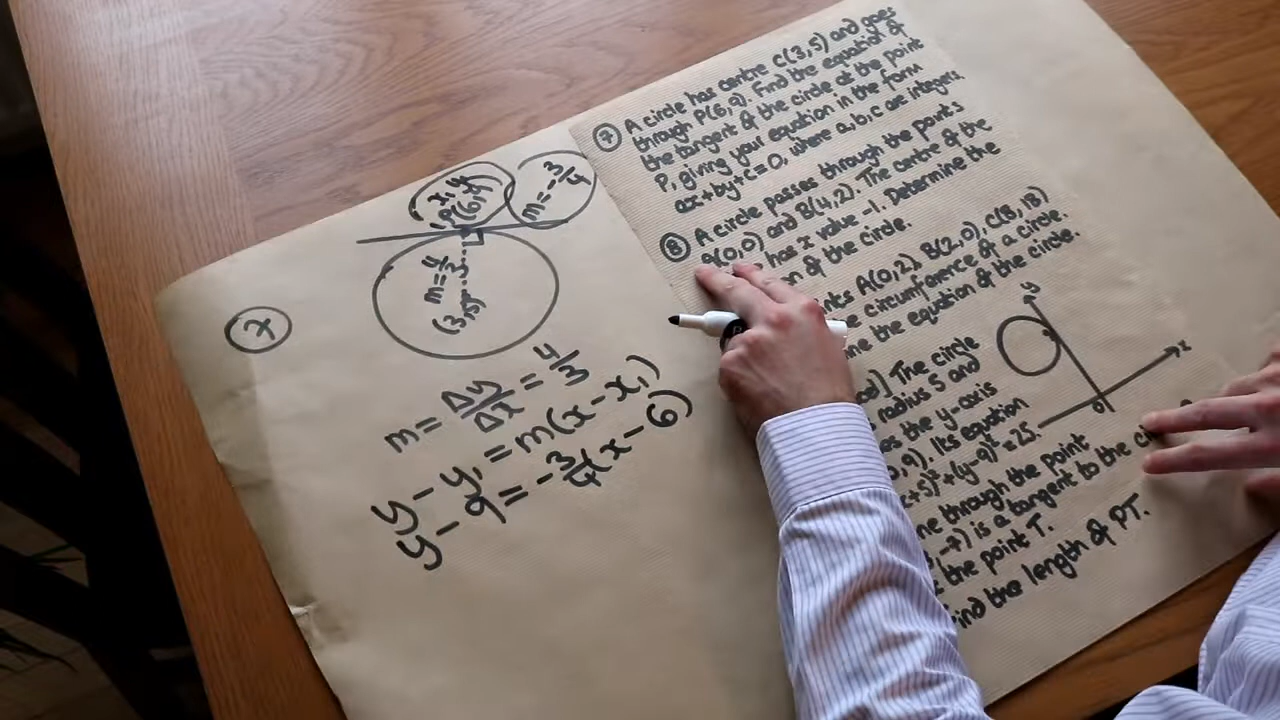 7
x₁ y₁
P(6,9)
m = -3/4
m = 4/3
(3,5)
m = Δy/Δx = 4/3
y - y₁ = m(x - x₁)
y - 9 = -3/4(x - 6)
7 A circle has centre C(3,5) and goes
through P(6,9). Find the equation of
the tangent of the circle at the point
P, giving your equation in the form
ax+by+c=0, where a,b,c are integers.
8 A circle passes through the points
A(0,0) and B(4,2). The centre of the
has x value -1. Determine the
of the circle.
A(0,2), B(2,0), C(8,18)
circumference of a circle.
the equation of the circle.
The circle
radius 5 and
the y-axis
9). Its equation
+(y-9)²=25.
through the point
-7) is a tangent to the
the point T.
Find the length of PT.
y
x
0